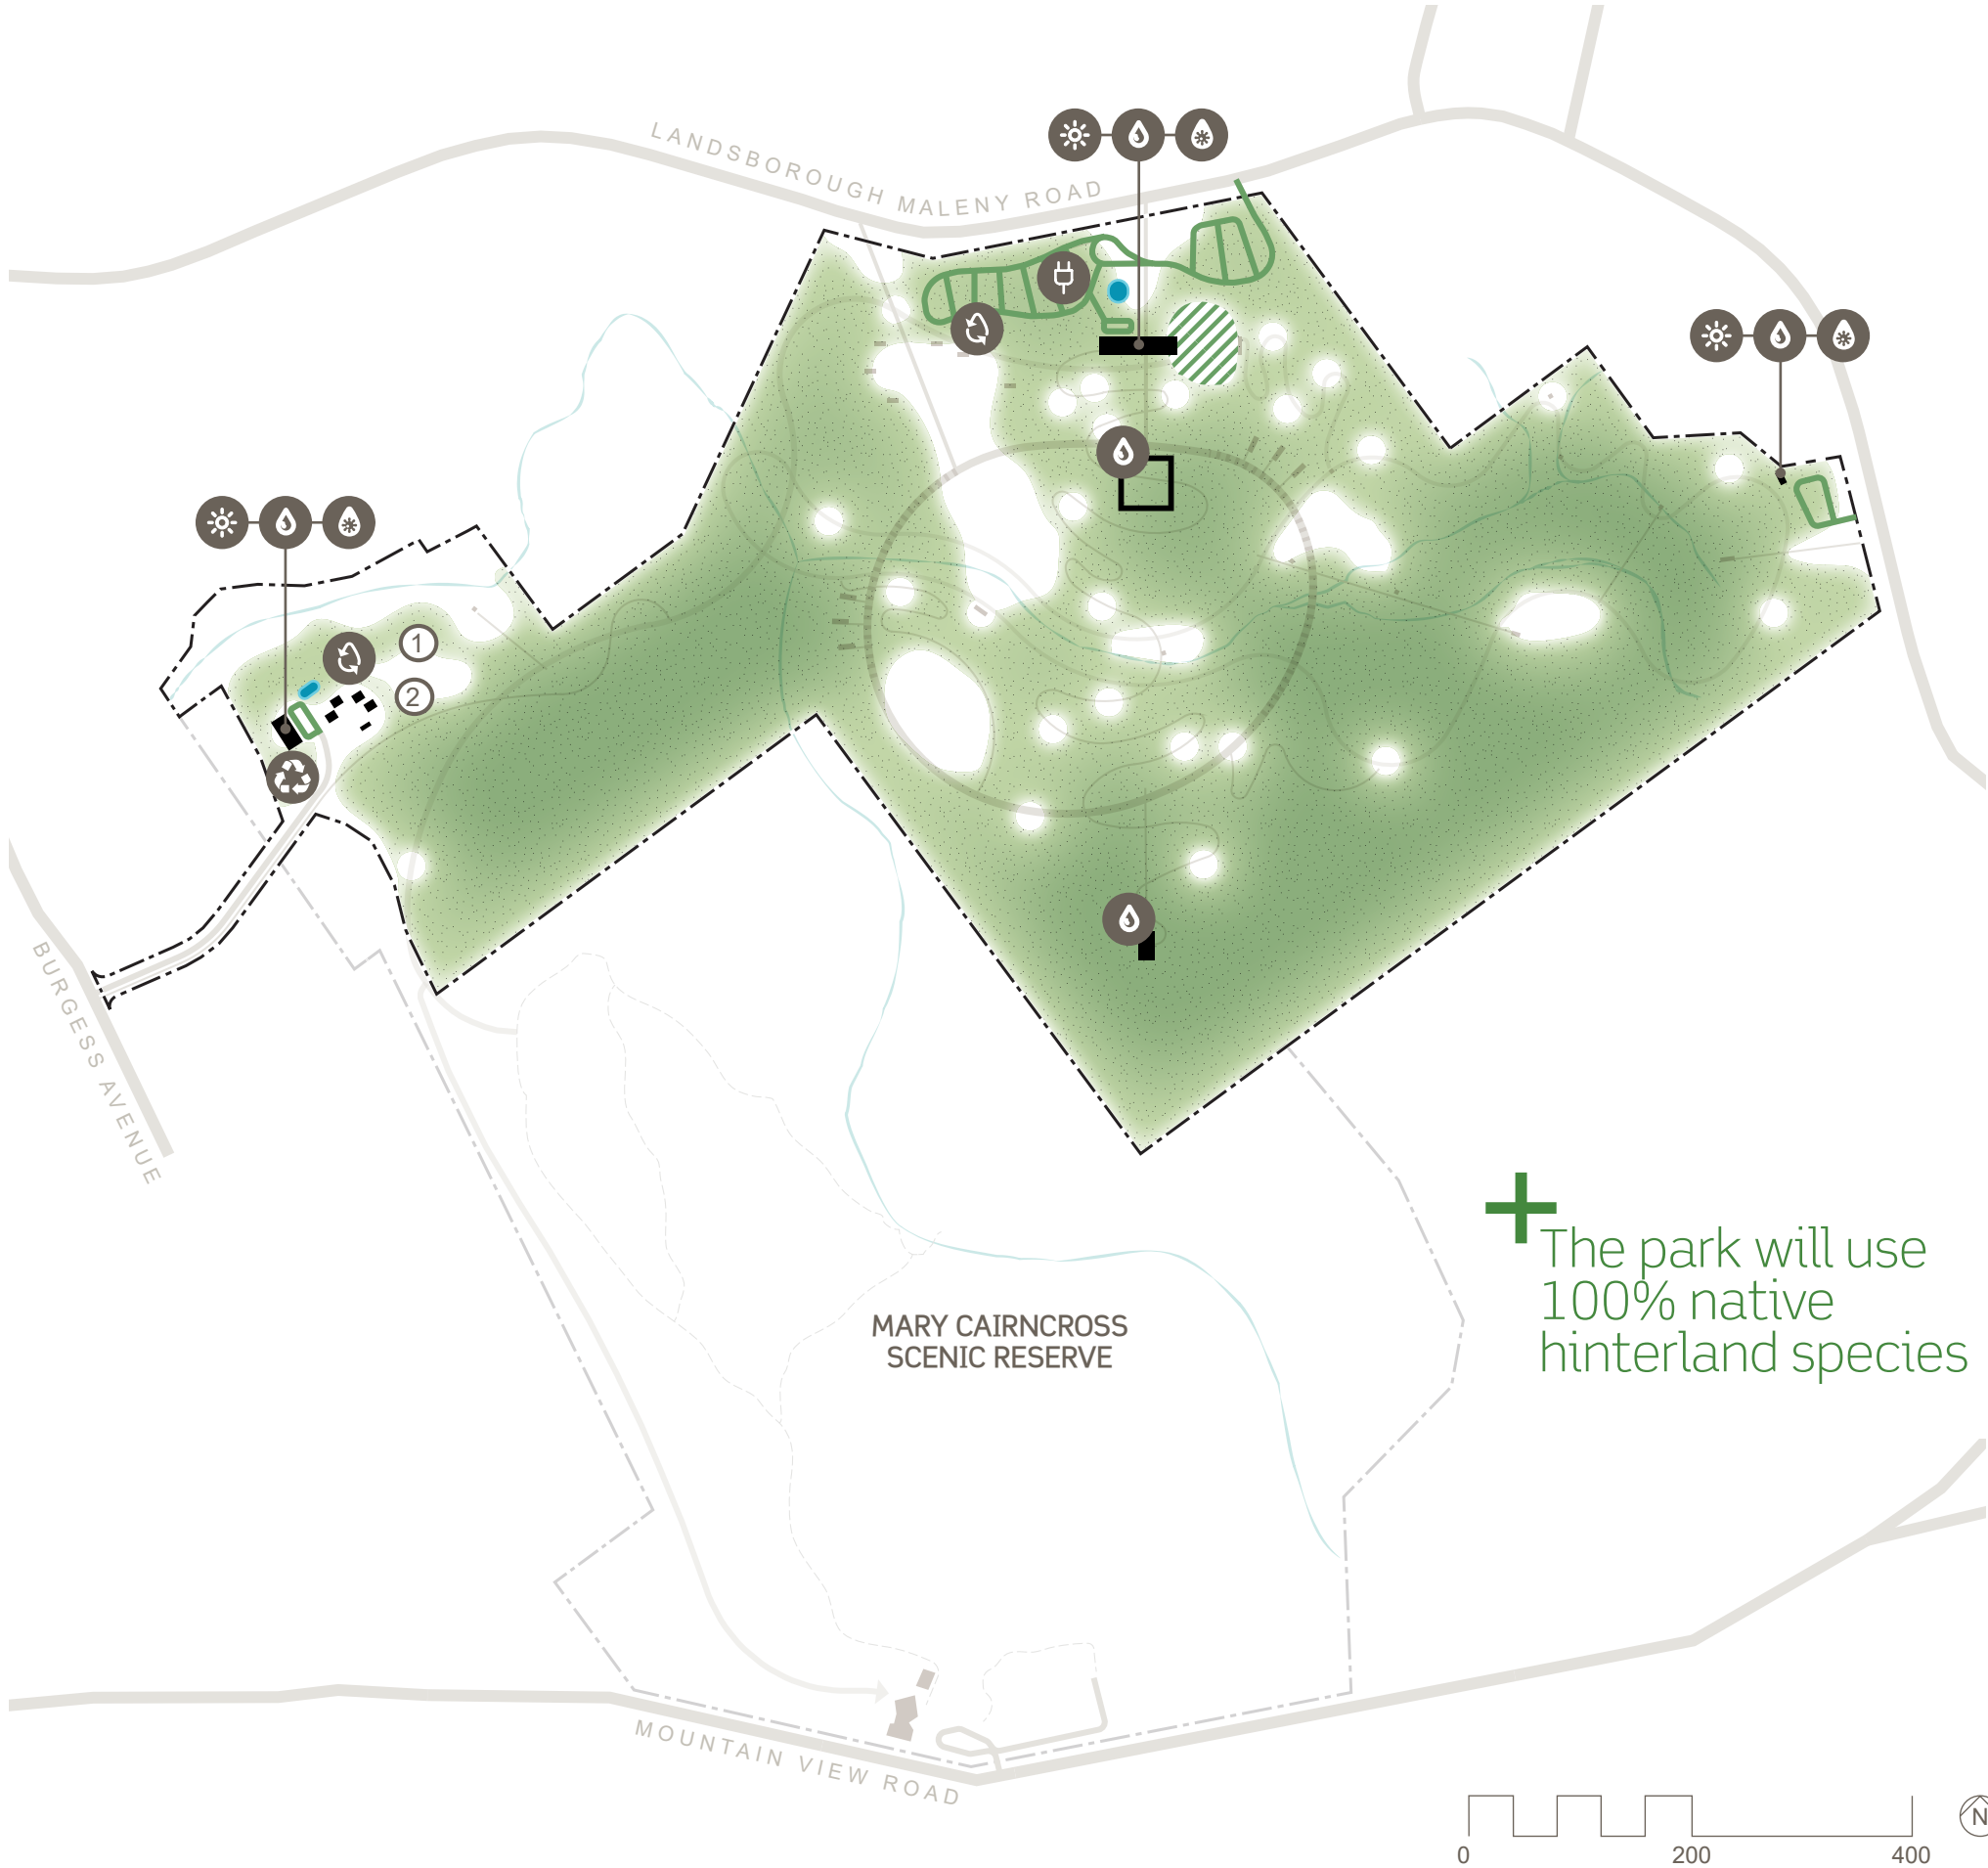 LANDSBOROUGH MALENY ROAD
1
2
BURGESS AVENUE
The park will use
100% native
hinterland species
MARY CAIRNCROSS
SCENIC RESERVE
MOUNTAIN VIEW ROAD
N
0 200 400